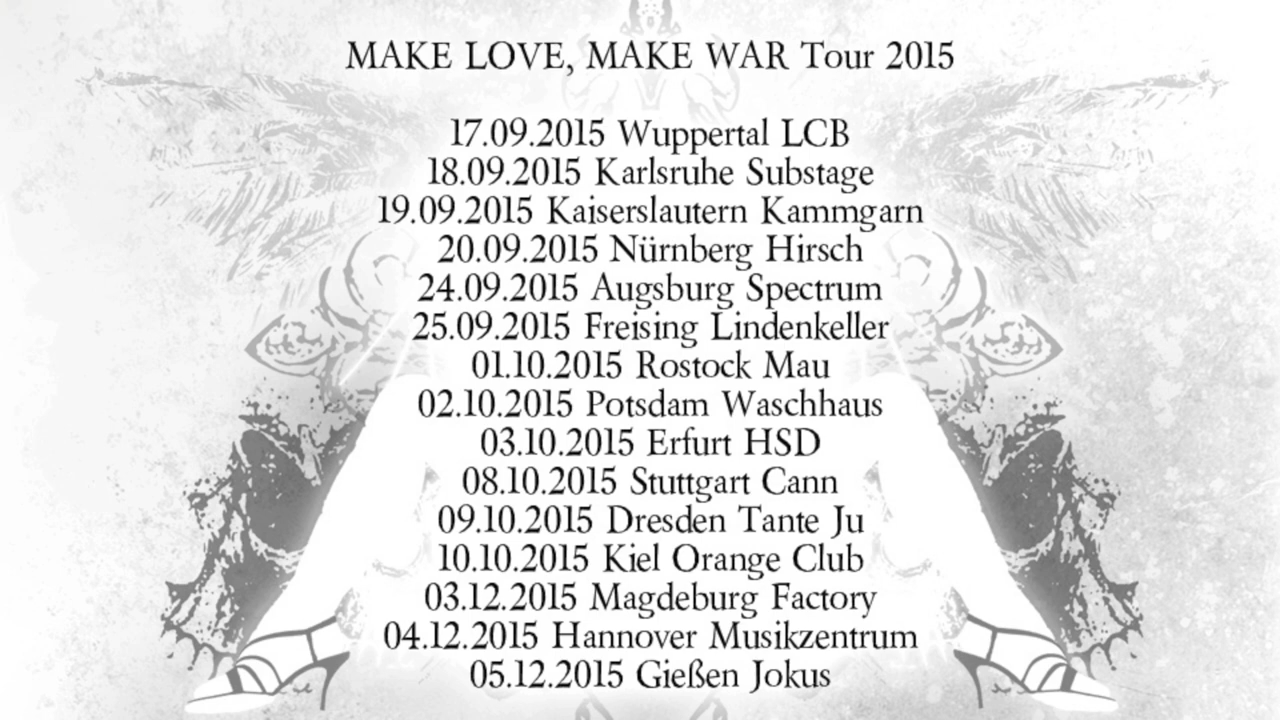 MAKE LOVE, MAKE WAR Tour 2015
17.09.2015 Wuppertal LCB
18.09.2015 Karlsruhe Substage
19.09.2015 Kaiserslautern Kammgarn
20.09.2015 Nürnberg Hirsch
24.09.2015 Augsburg Spectrum
25.09.2015 Freising Lindenkeller
01.10.2015 Rostock Mau
02.10.2015 Potsdam Waschhaus
03.10.2015 Erfurt HSD
08.10.2015 Stuttgart Cann
09.10.2015 Dresden Tante Ju
10.10.2015 Kiel Orange Club
03.12.2015 Magdeburg Factory
04.12.2015 Hannover Musikzentrum
05.12.2015 Gießen Jokus